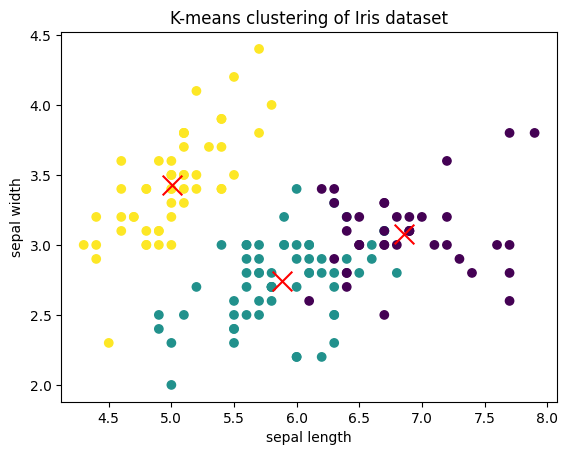 K-means clustering of Iris dataset
4.5
4.0
3.5
3.0
2.5
2.0
sepal width
4.5 5.0 5.5 6.0 6.5 7.0 7.5 8.0
sepal length